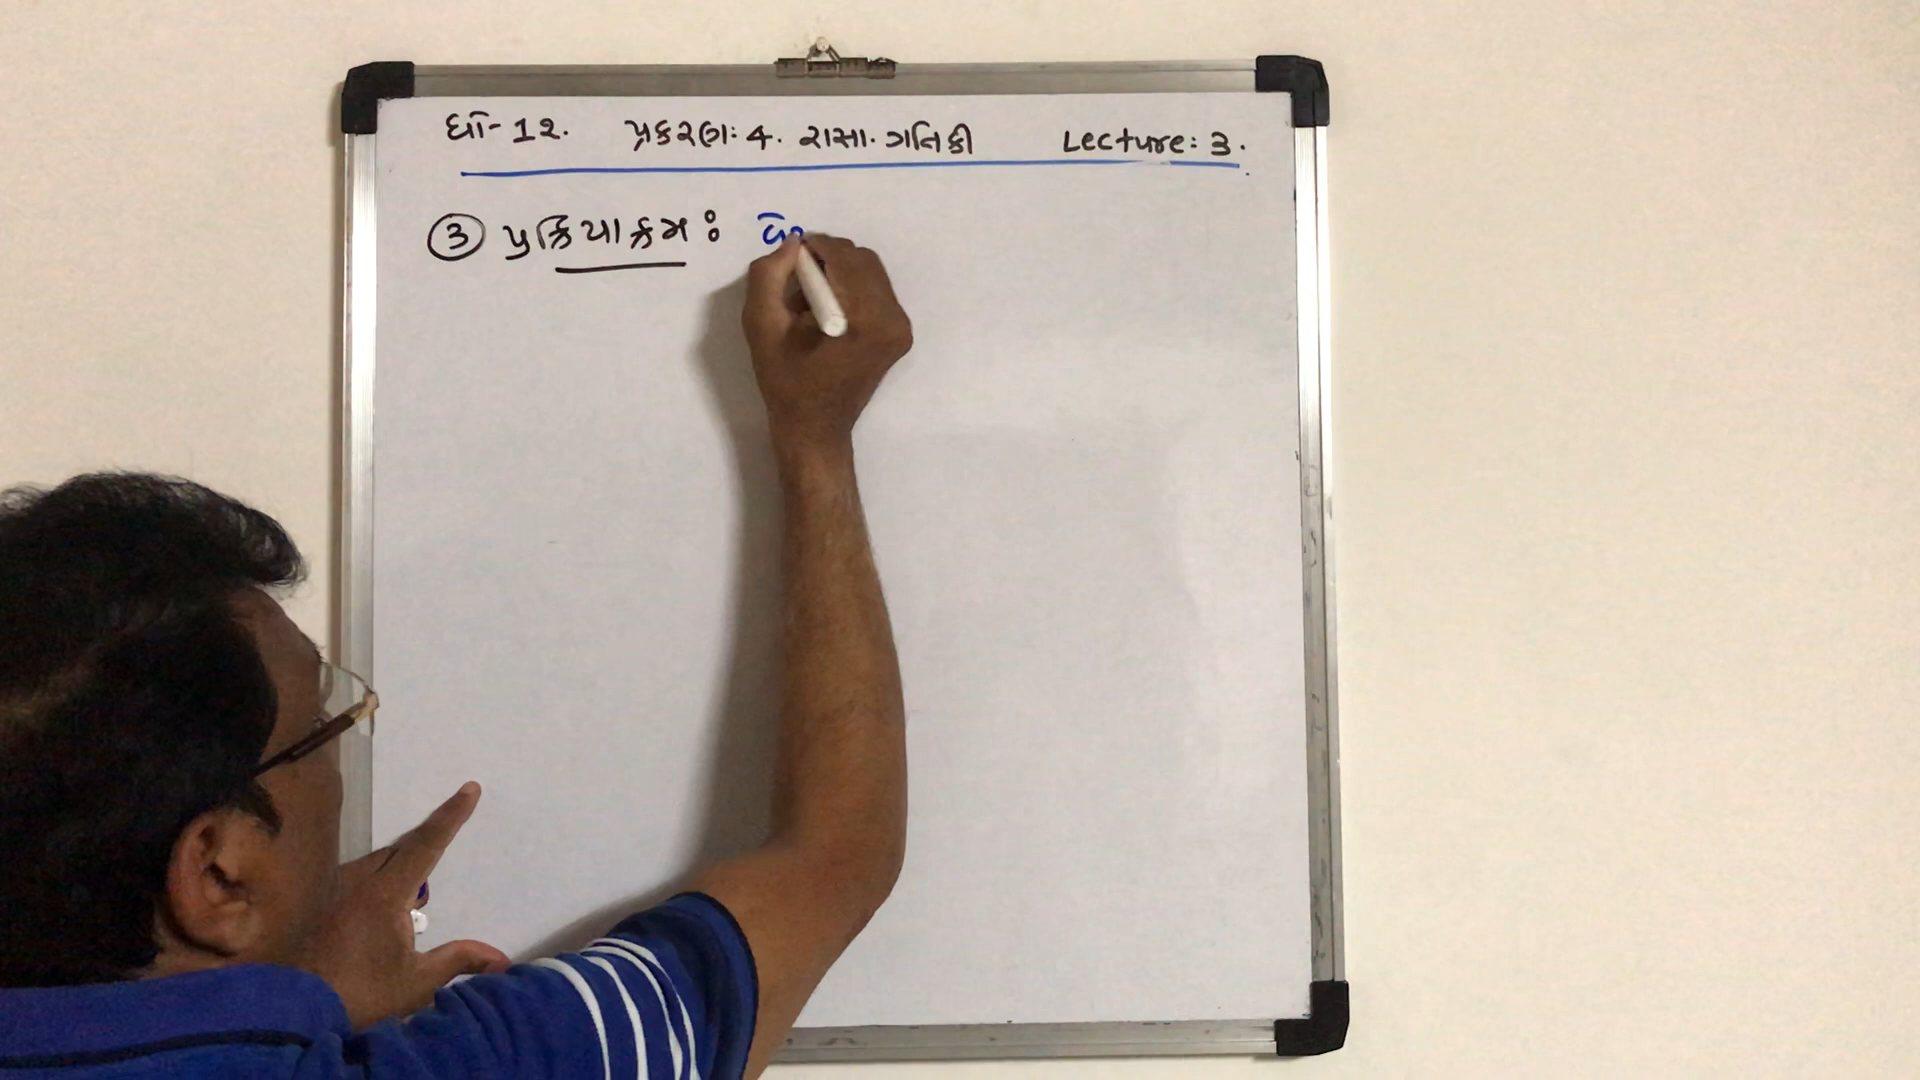 ધો-12. પ્રકરણ: 4. રાસા. ગતિકી Lecture: 3.
③ પ્રક્રિયાક્રમ :